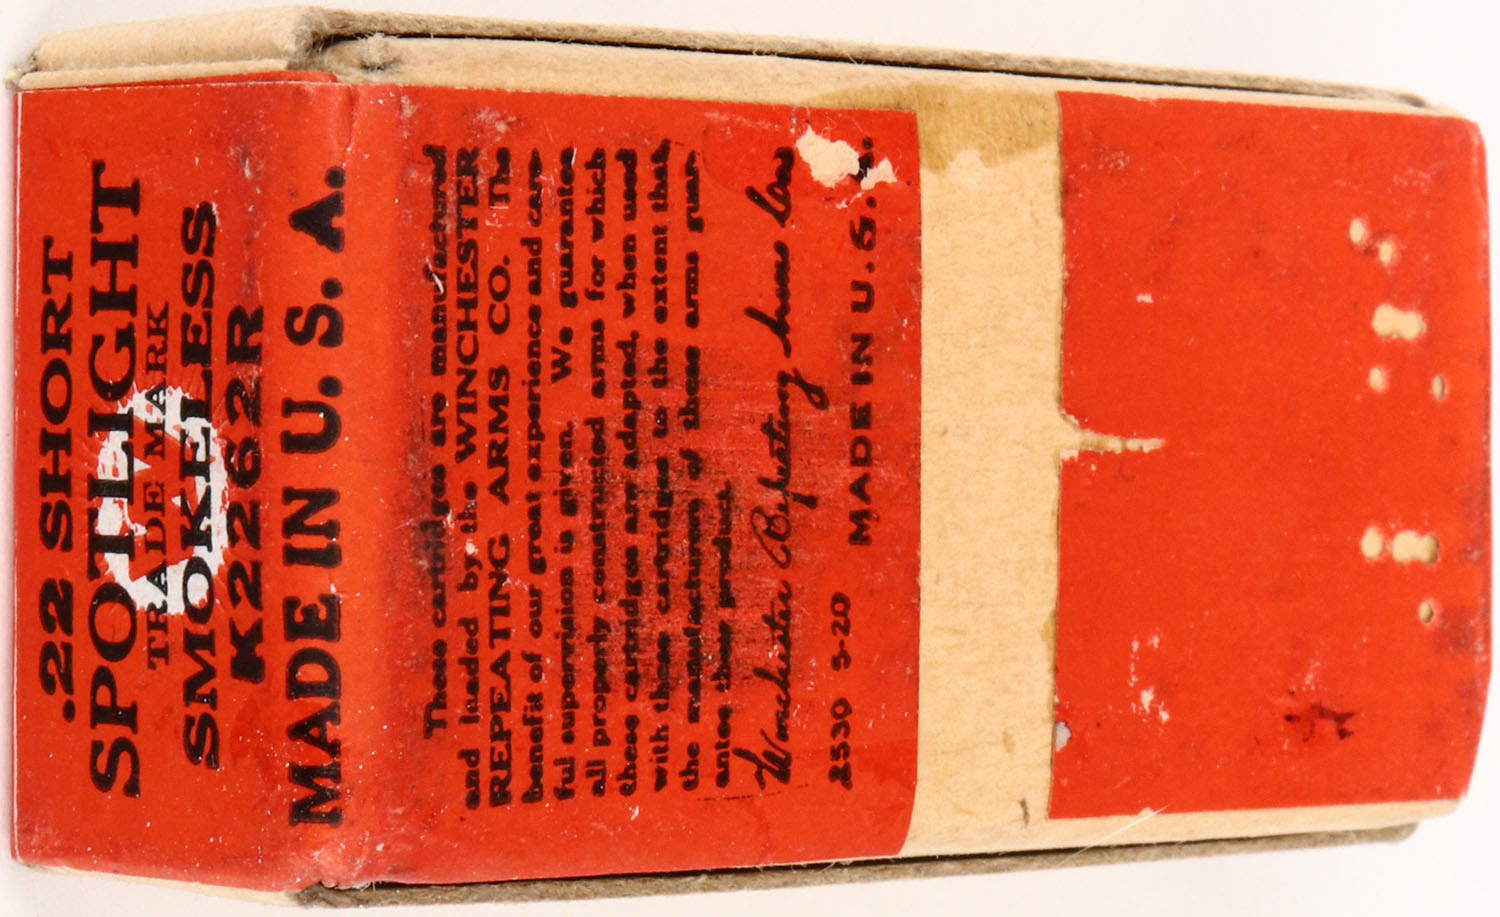 .22 SHORT
SPOTLIGHT
TRADE MARK
SMOKELESS
K2262R
MADE IN U. S. A.
These cartridges are manufactured
and loaded by the WINCHESTER
REPEATING ARMS CO. The
benefit of our great experience and care-
ful supervision is given. We guarantee
all properly constructed arms for which
these cartridges are adapted, when used
with these cartridges to the extent that
the manufacturers of these arms guar-
antee their product.
Winchester Repeating Arms Co.
2530 5-20 MADE IN U.S.